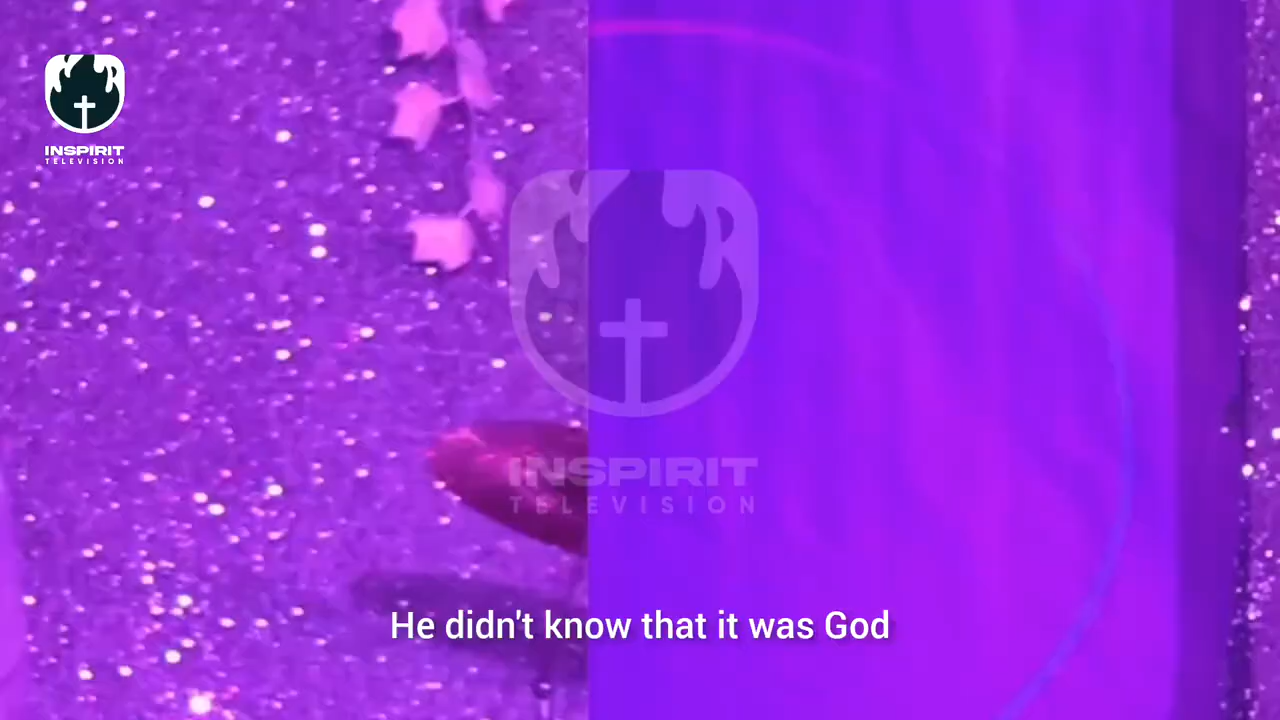 INSPIRIT
TELEVISION
INSPIRIT
TELEVISION
He didn't know that it was God